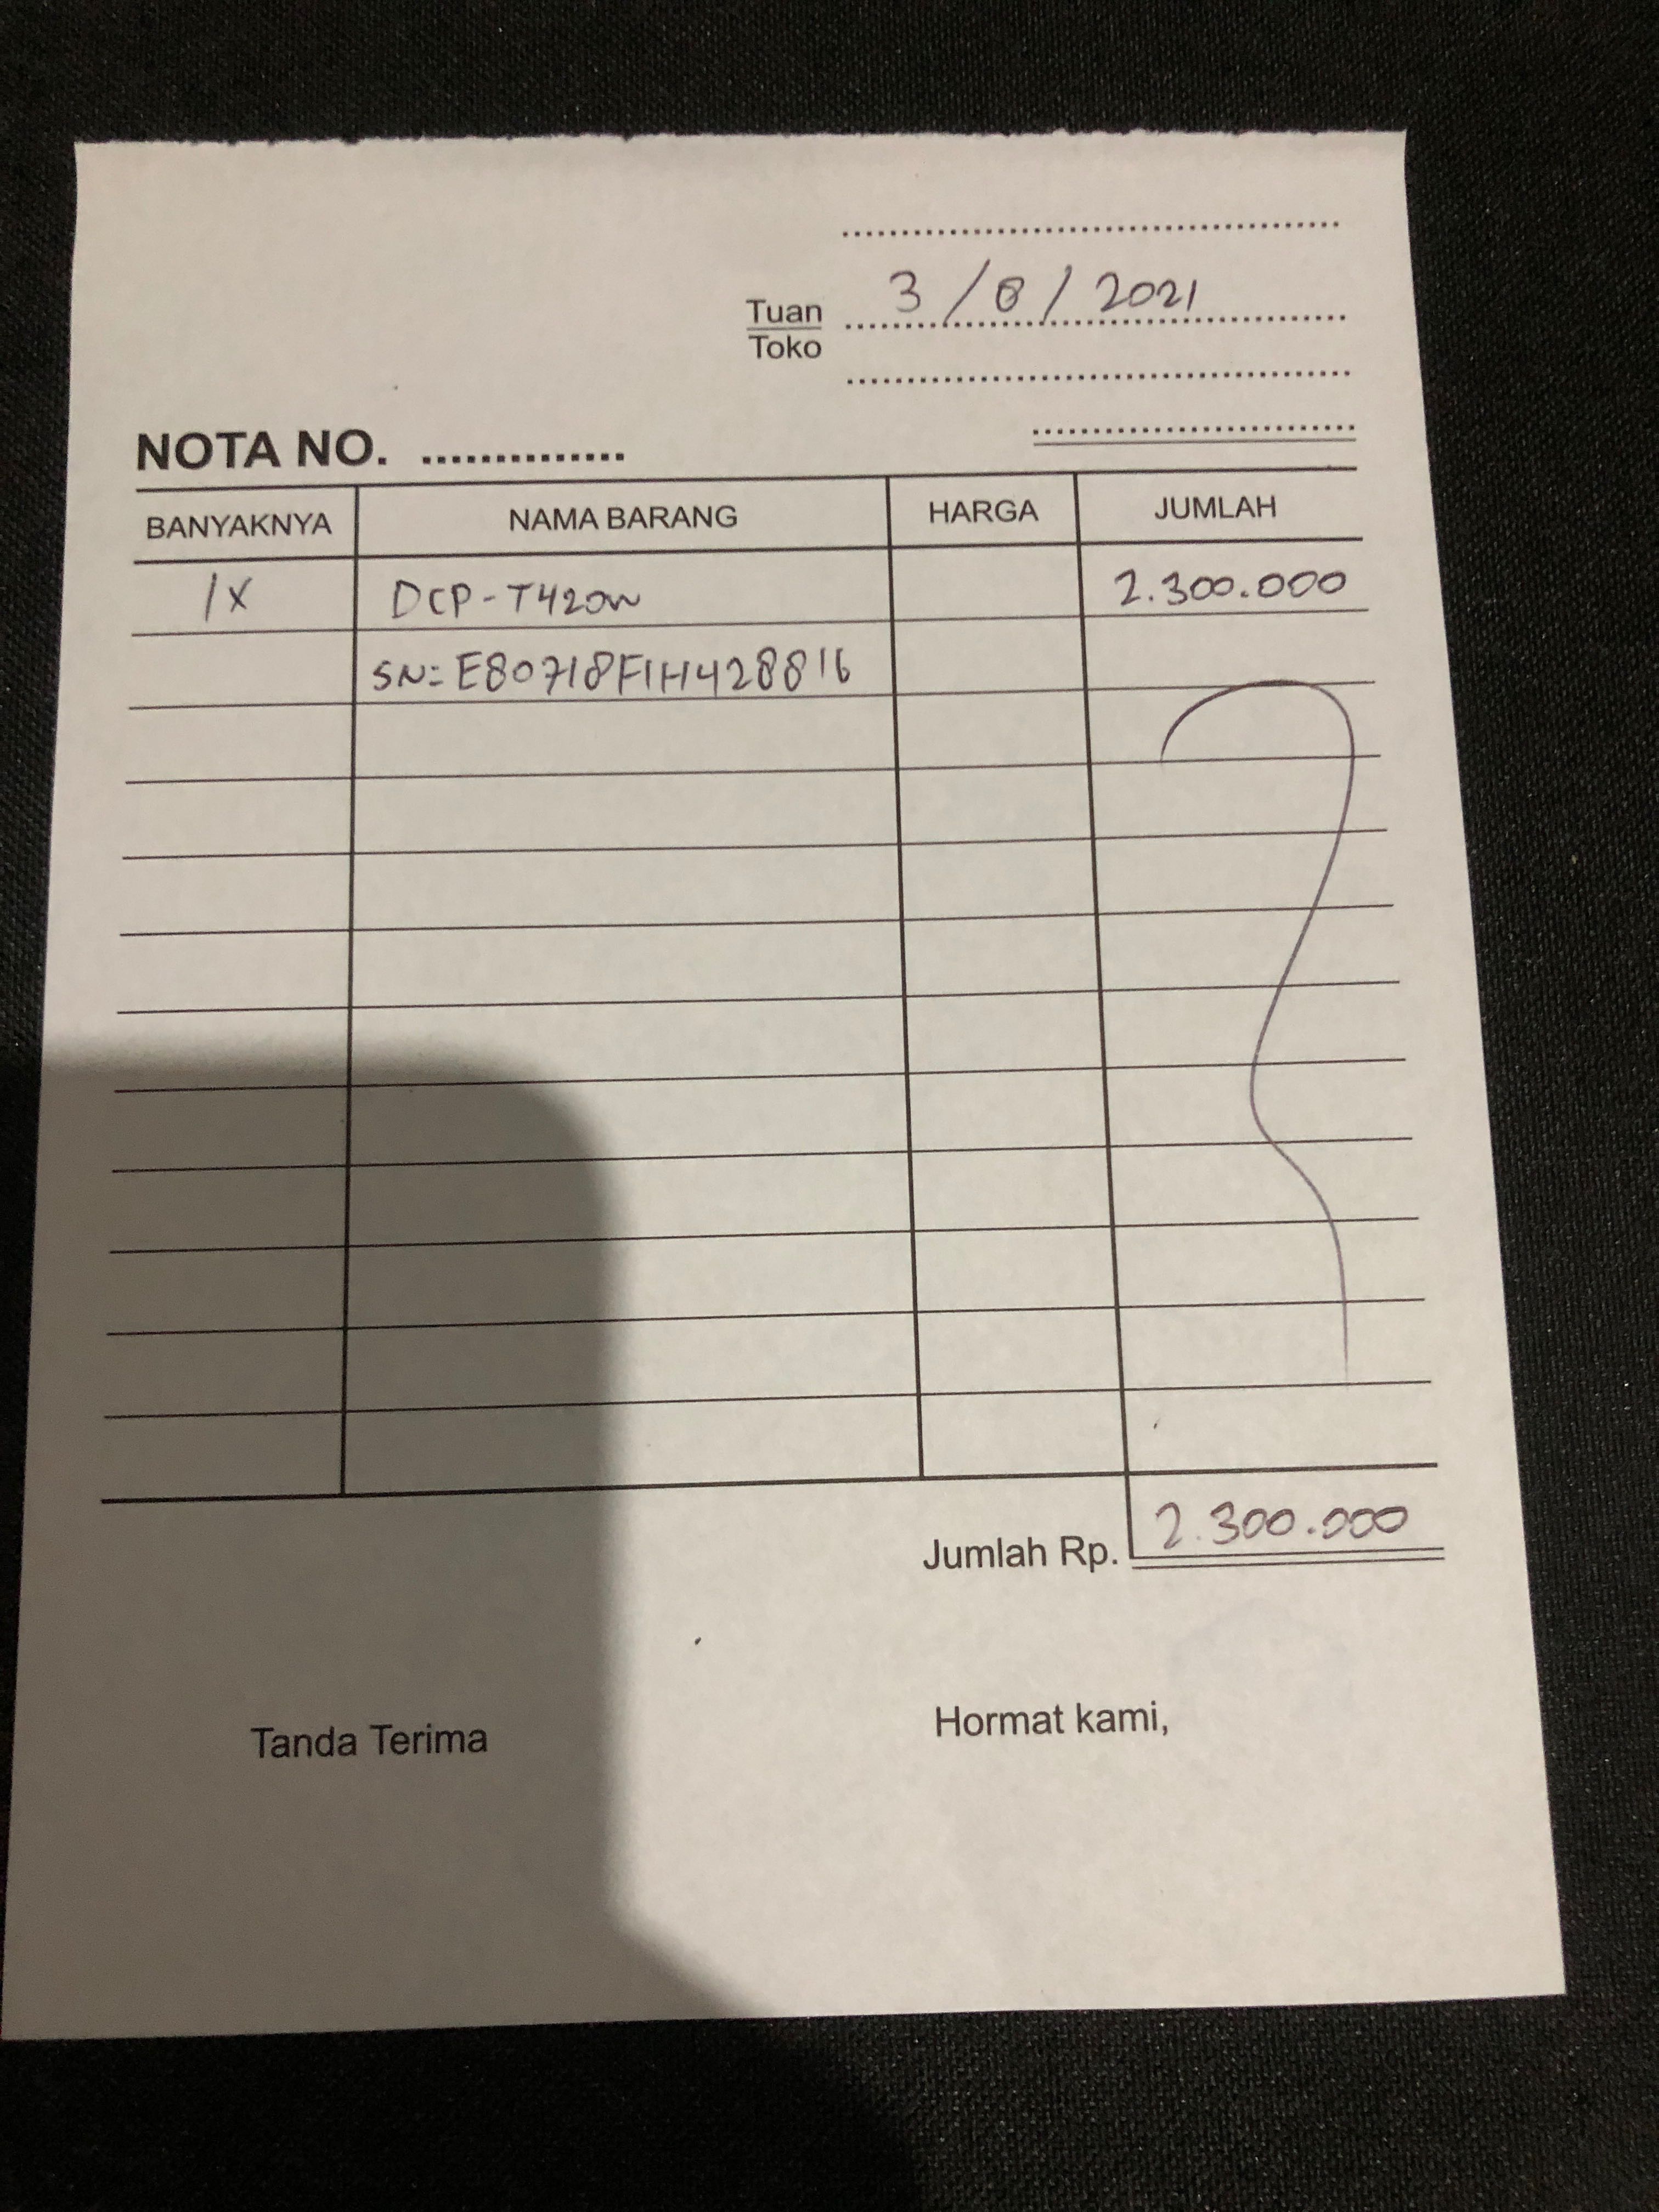 3/8/2021
Tuan
Toko
NOTA NO. ..............
BANYAKNYA NAMA BARANG HARGA JUMLAH
1X DCP-T420W 2.300.000
SN: E80718F1H428816
Jumlah Rp. 2.300.000
Tanda Terima Hormat kami,